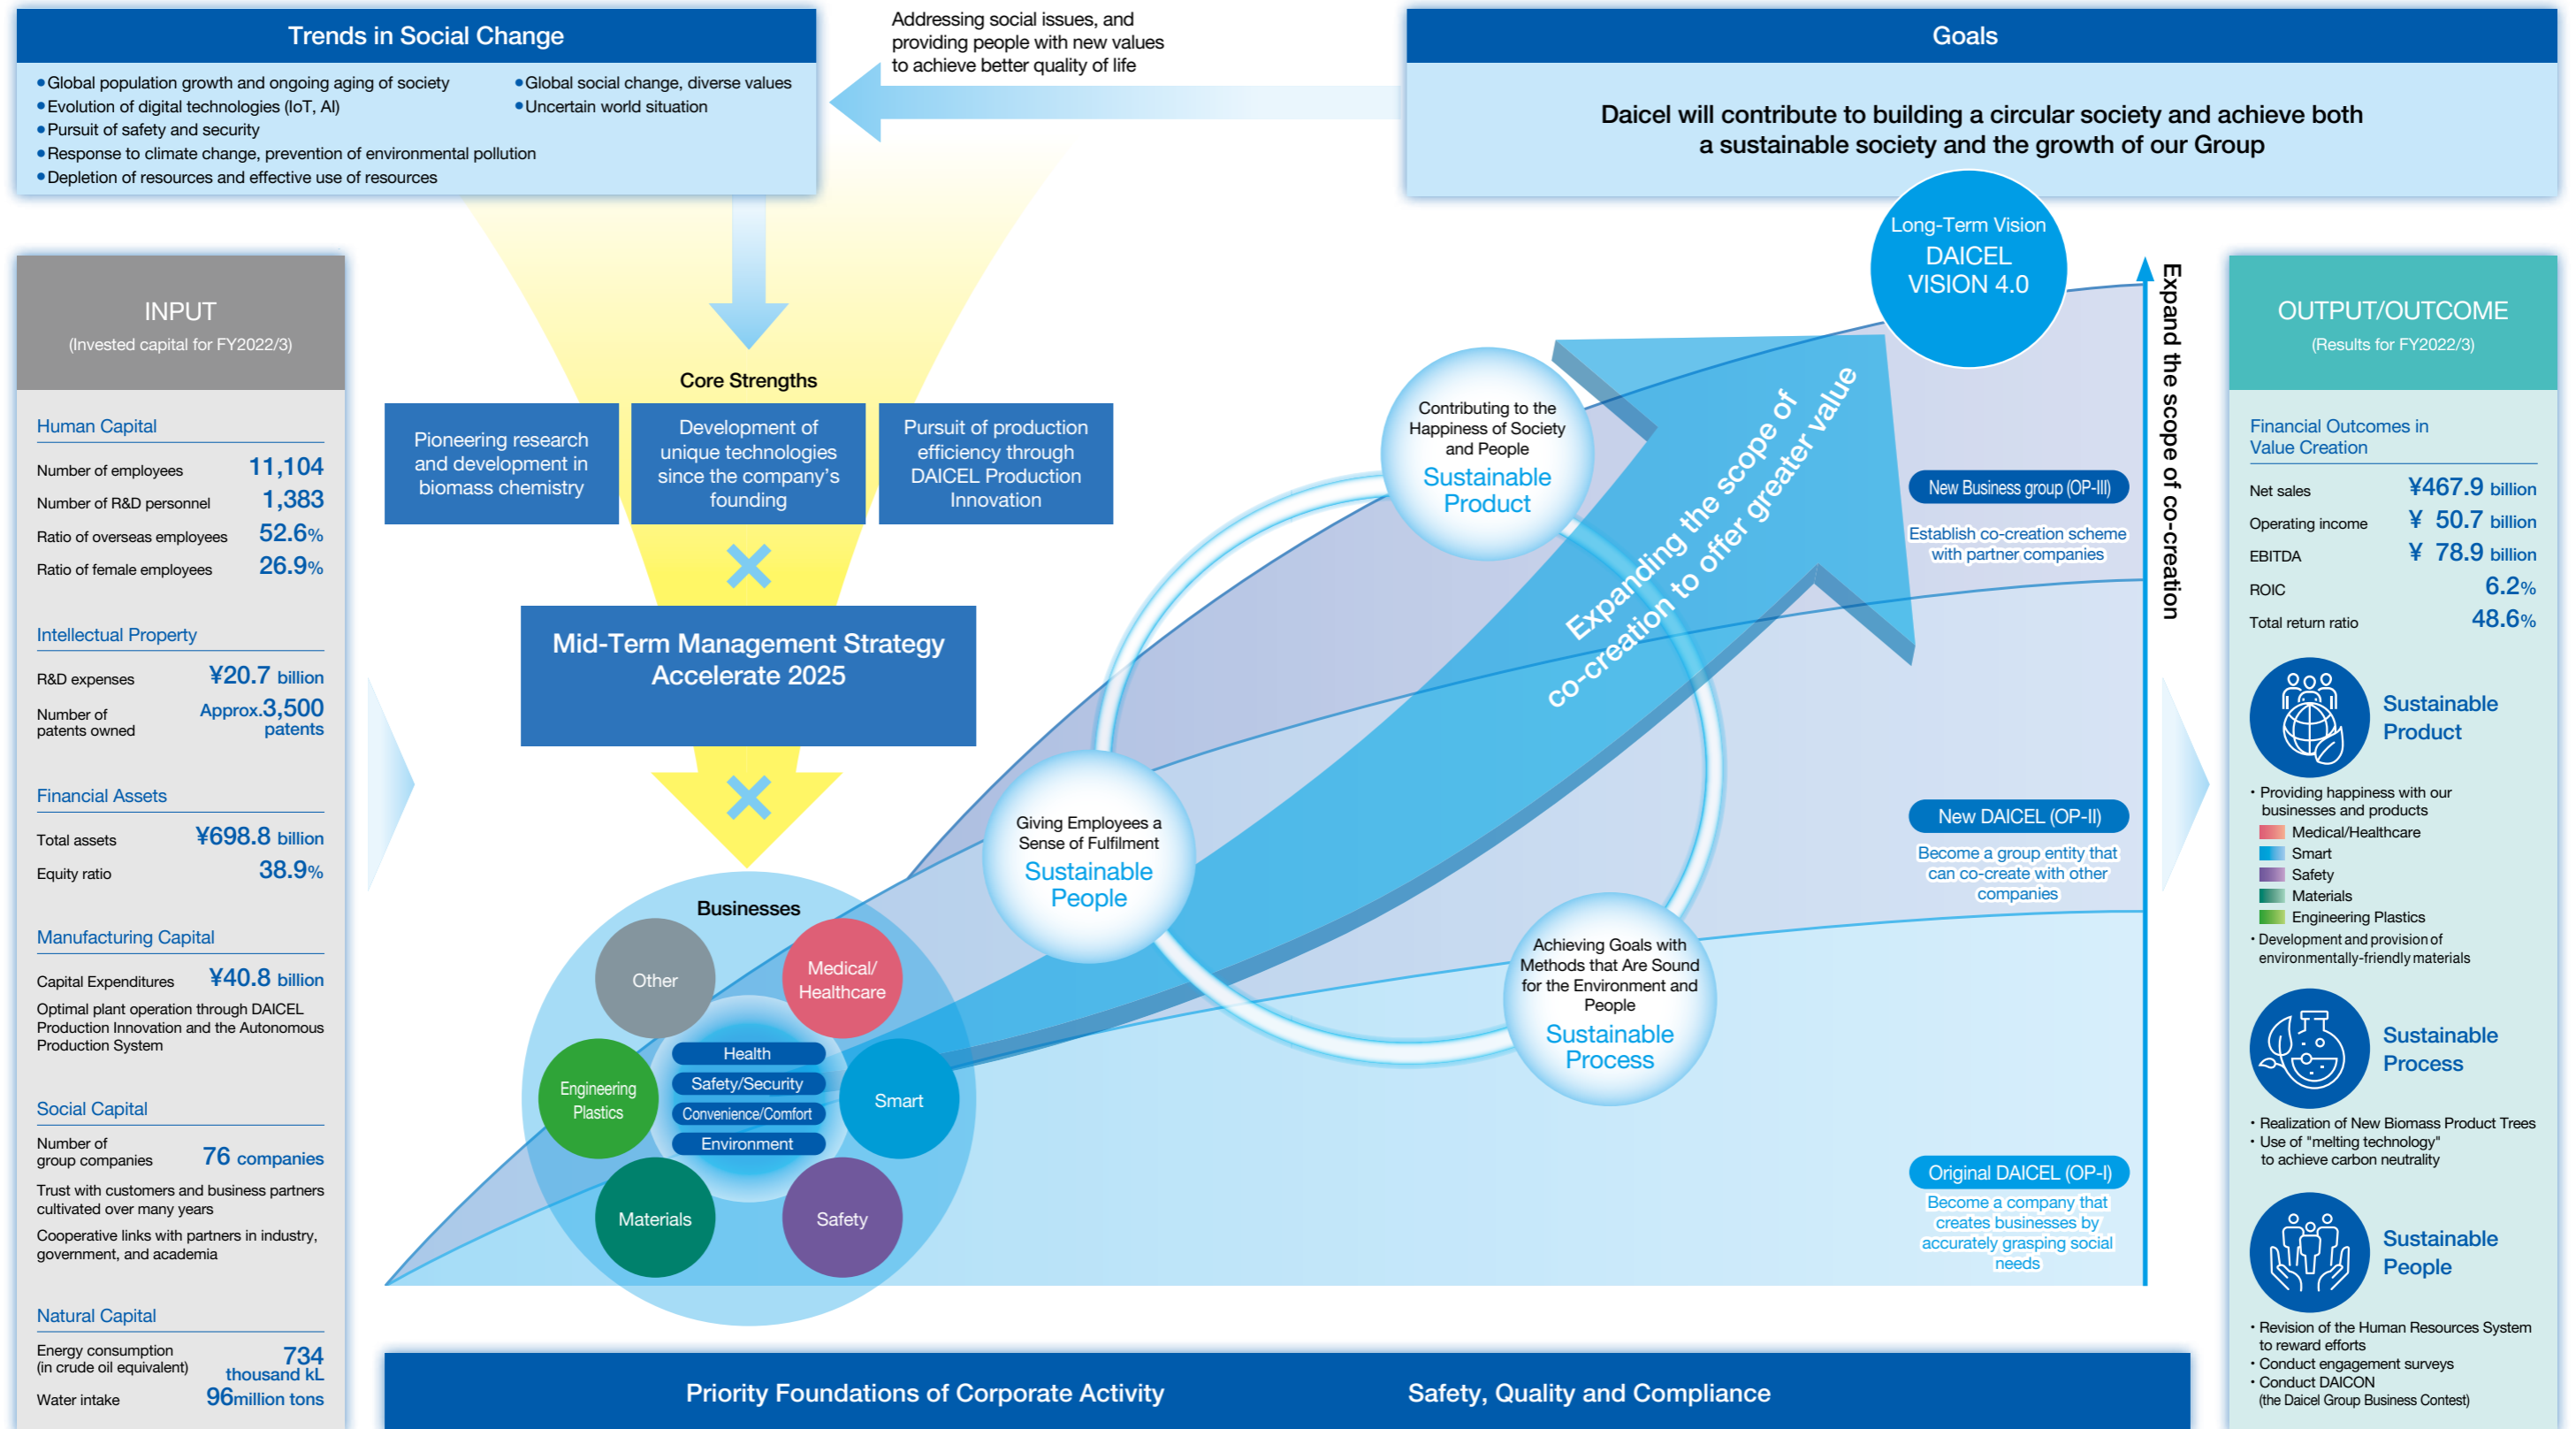 Trends in Social Change
• Global population growth and ongoing aging of society
• Evolution of digital technologies (IoT, AI)
• Pursuit of safety and security
• Response to climate change, prevention of environmental pollution
• Depletion of resources and effective use of resources
• Global social change, diverse values
• Uncertain world situation
Addressing social issues, and
providing people with new values
to achieve better quality of life
Goals
Daicel will contribute to building a circular society and achieve both
a sustainable society and the growth of our Group
INPUT
(Invested capital for FY2022/3)
Human Capital
Number of employees 11,104
Number of R&D personnel 1,383
Ratio of overseas employees 52.6%
Ratio of female employees 26.9%
Intellectual Property
R&D expenses ¥20.7 billion
Number of
patents owned
Approx.3,500
patents
Financial Assets
Total assets ¥698.8 billion
Equity ratio 38.9%
Manufacturing Capital
Capital Expenditures ¥40.8 billion
Optimal plant operation through DAICEL
Production Innovation and the Autonomous
Production System
Social Capital
Number of
group companies
76 companies
Trust with customers and business partners
cultivated over many years
Cooperative links with partners in industry,
government, and academia
Natural Capital
Energy consumption
(in crude oil equivalent)
734
thousand kL
Water intake 96million tons
Core Strengths
Pioneering research
and development in
biomass chemistry
Development of
unique technologies
since the company's
founding
Pursuit of production
efficiency through
DAICEL Production
Innovation
Mid-Term Management Strategy
Accelerate 2025
Businesses
Other
Medical/
Healthcare
Engineering
Plastics
Smart
Materials
Safety
Health
Safety/Security
Convenience/Comfort
Environment
Giving Employees a
Sense of Fulfilment
Sustainable
People
Contributing to the
Happiness of Society
and People
Sustainable
Product
Achieving Goals with
Methods that Are Sound
for the Environment and
People
Sustainable
Process
Expanding the scope of
co-creation to offer greater value
Long-Term Vision
DAICEL
VISION 4.0
Expand the scope of co-creation
New Business group (OP-III)
Establish co-creation scheme
with partner companies
New DAICEL (OP-II)
Become a group entity that
can co-create with other
companies
Original DAICEL (OP-I)
Become a company that
creates businesses by
accurately grasping social
needs
Priority Foundations of Corporate Activity Safety, Quality and Compliance
OUTPUT/OUTCOME
(Results for FY2022/3)
Financial Outcomes in
Value Creation
Net sales ¥467.9 billion
Operating income ¥ 50.7 billion
EBITDA ¥ 78.9 billion
ROIC 6.2%
Total return ratio 48.6%
Sustainable
Product
・Providing happiness with our
businesses and products
Medical/Healthcare
Smart
Safety
Materials
Engineering Plastics
・Development and provision of
environmentally-friendly materials
Sustainable
Process
・Realization of New Biomass Product Trees
・Use of "melting technology"
to achieve carbon neutrality
Sustainable
People
・Revision of the Human Resources System
to reward efforts
・Conduct engagement surveys
・Conduct DAICON
(the Daicel Group Business Contest)